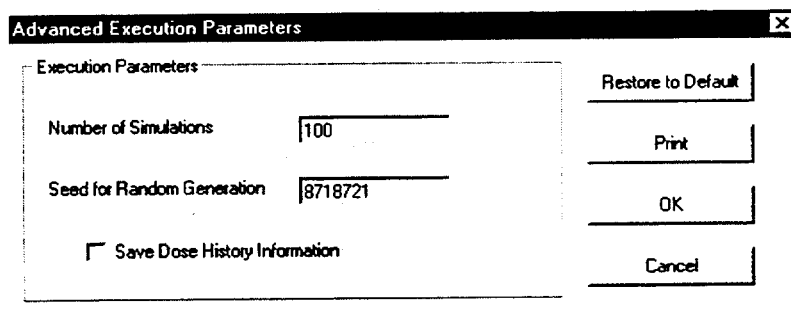 Advanced Execution Parameters
Execution Parameters
Number of Simulations 100
Seed for Random Generation 8718721
Save Dose History Information
Restore to Default
Print
OK
Cancel